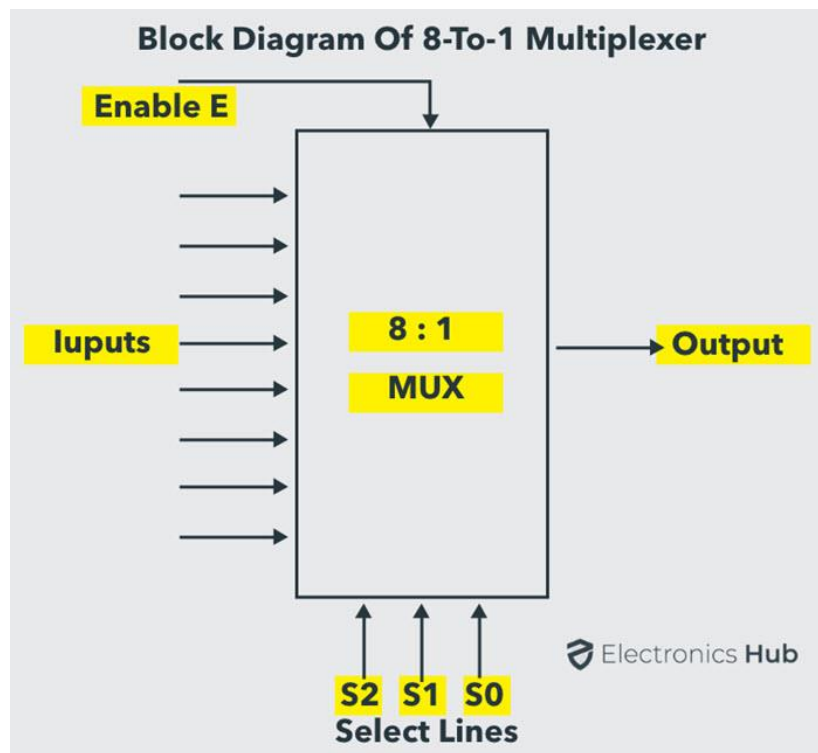 Block Diagram Of 8-To-1 Multiplexer
Enable E
Iuputs
8 : 1
MUX
Output
S2 S1 S0
Select Lines
Electronics Hub